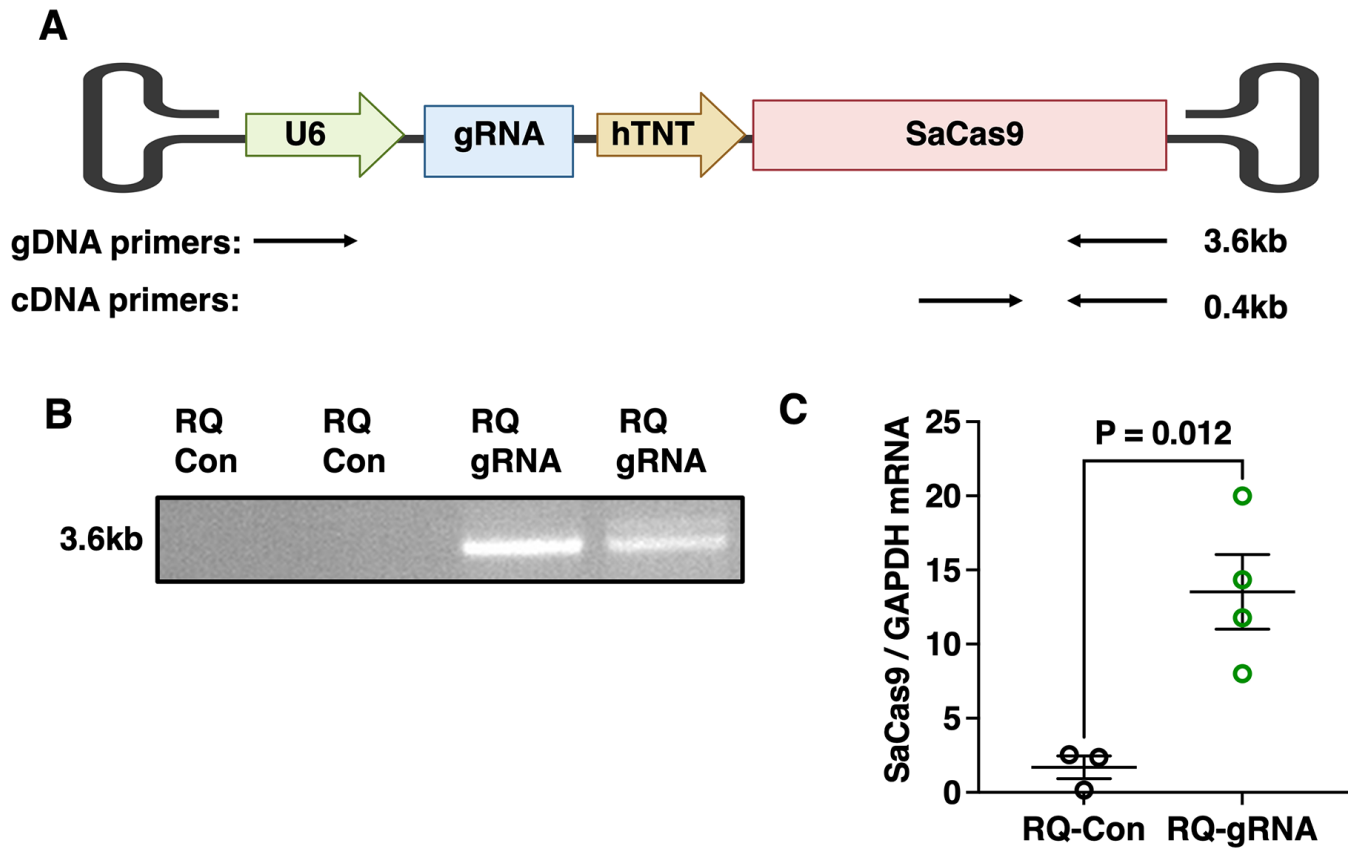 A
U6
gRNA
hTNT
SaCas9
gDNA primers:
3.6kb
cDNA primers:
0.4kb
B
RQ
Con
RQ
Con
RQ
gRNA
RQ
gRNA
3.6kb
C
SaCas9 / GAPDH mRNA
25
20
15
10
5
0
P = 0.012
RQ-Con
RQ-gRNA